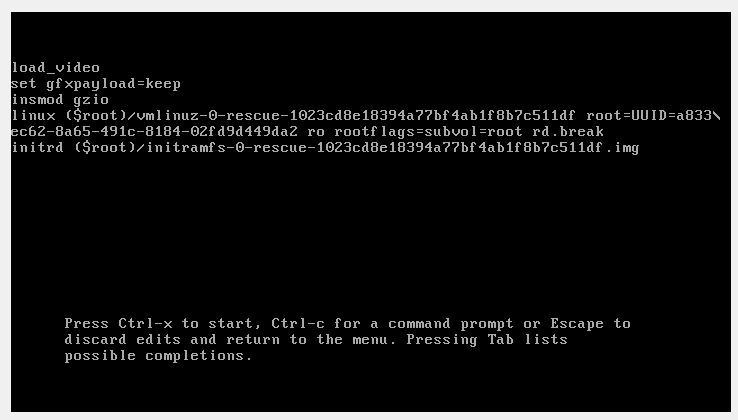 load_video
set gfxpayload=keep
insmod gzio
linux ($root)/vmlinuz-0-rescue-1023cd8e18394a77bf4ab1f8b7c511df root=UUID=a833\
ec62-8a65-491c-8184-02fd9d449da2 ro rootflags=subvol=root rd.break
initrd ($root)/initramfs-0-rescue-1023cd8e18394a77bf4ab1f8b7c511df.img
Press Ctrl-x to start, Ctrl-c for a command prompt or Escape to
discard edits and return to the menu. Pressing Tab lists
possible completions.